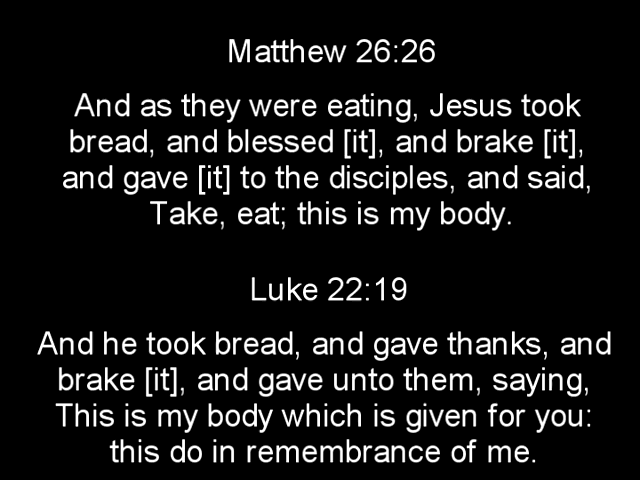 Matthew 26:26
And as they were eating, Jesus took
bread, and blessed [it], and brake [it],
and gave [it] to the disciples, and said,
Take, eat; this is my body.
Luke 22:19
And he took bread, and gave thanks, and
brake [it], and gave unto them, saying,
This is my body which is given for you:
this do in remembrance of me.